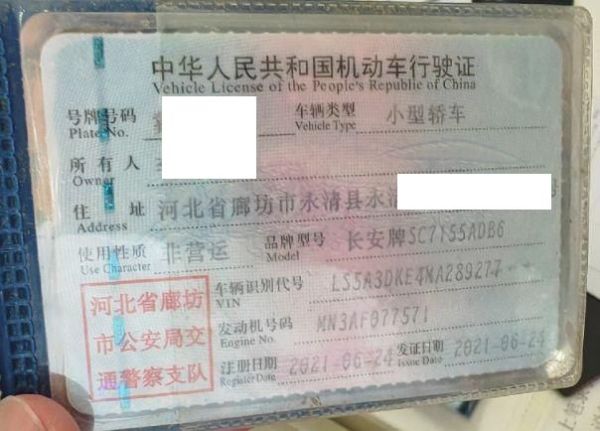 中华人民共和国机动车行驶证
Vehicle License of the People's Republic of China
号牌号码 车辆类型 小型轿车
Plate No. Vehicle Type
所有人
Owner
住址 河北省廊坊市永清县永清
Address
使用性质 非营运 品牌型号 长安牌SC7155ADB6
Use Character Model
河北省廊坊
市公安局交
通警察支队
车辆识别代号 LS5A3DKE4MA289277
VIN
发动机号码 MN3AF077571
Engine No.
注册日期 2021-06-24 发证日期 2021-06-24
Register Date Issue Date